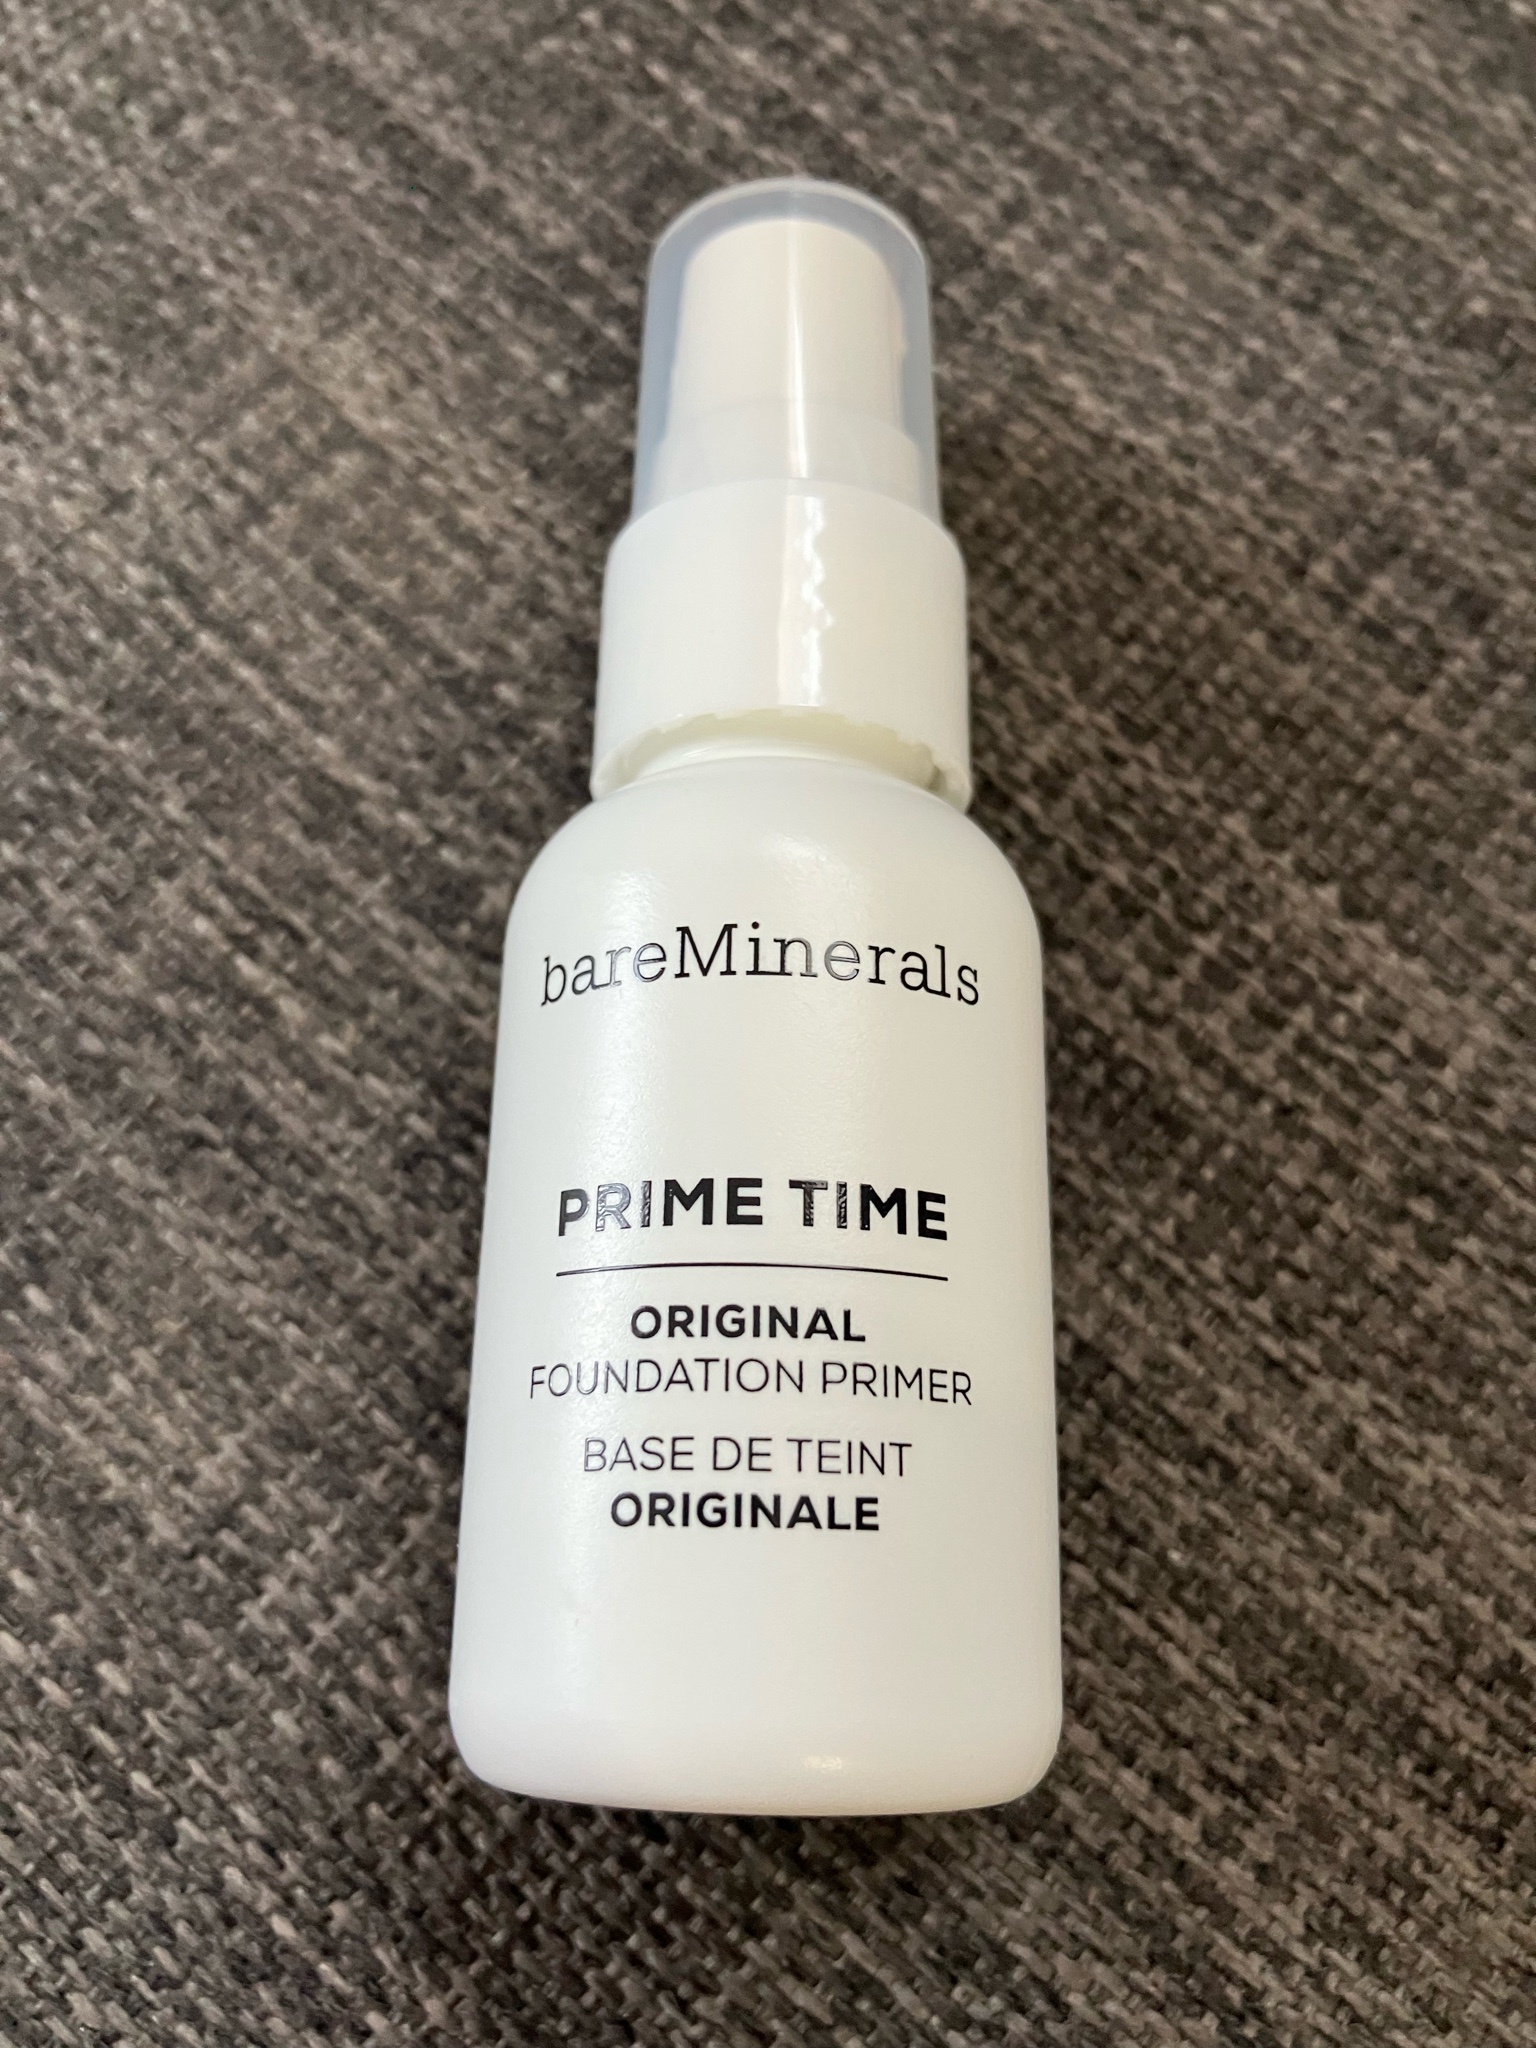 bareMinerals
PRIME TIME
ORIGINAL
FOUNDATION PRIMER
BASE DE TEINT
ORIGINALE